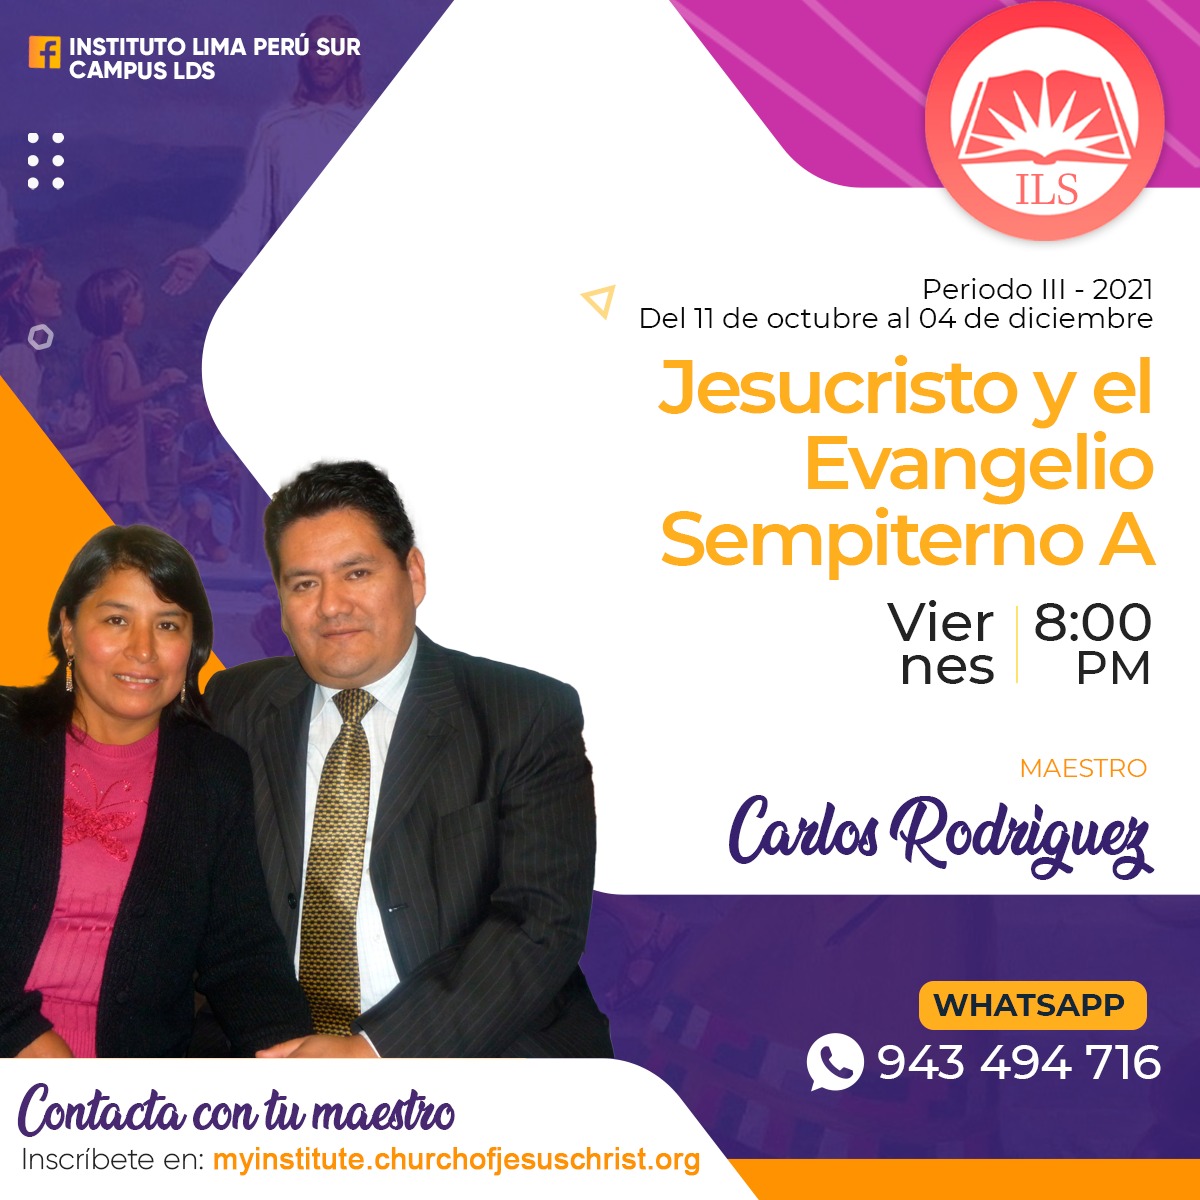 INSTITUTO LIMA PERÚ SUR
CAMPUS LDS
ILS
Periodo III - 2021
Del 11 de octubre al 04 de diciembre
Jesucristo y el
Evangelio
Sempiterno A
Vier
nes
8:00
PM
MAESTRO
Carlos Rodriguez
WHATSAPP
943 494 716
Contacta con tu maestro
Inscríbete en: myinstitute.churchofjesuschrist.org